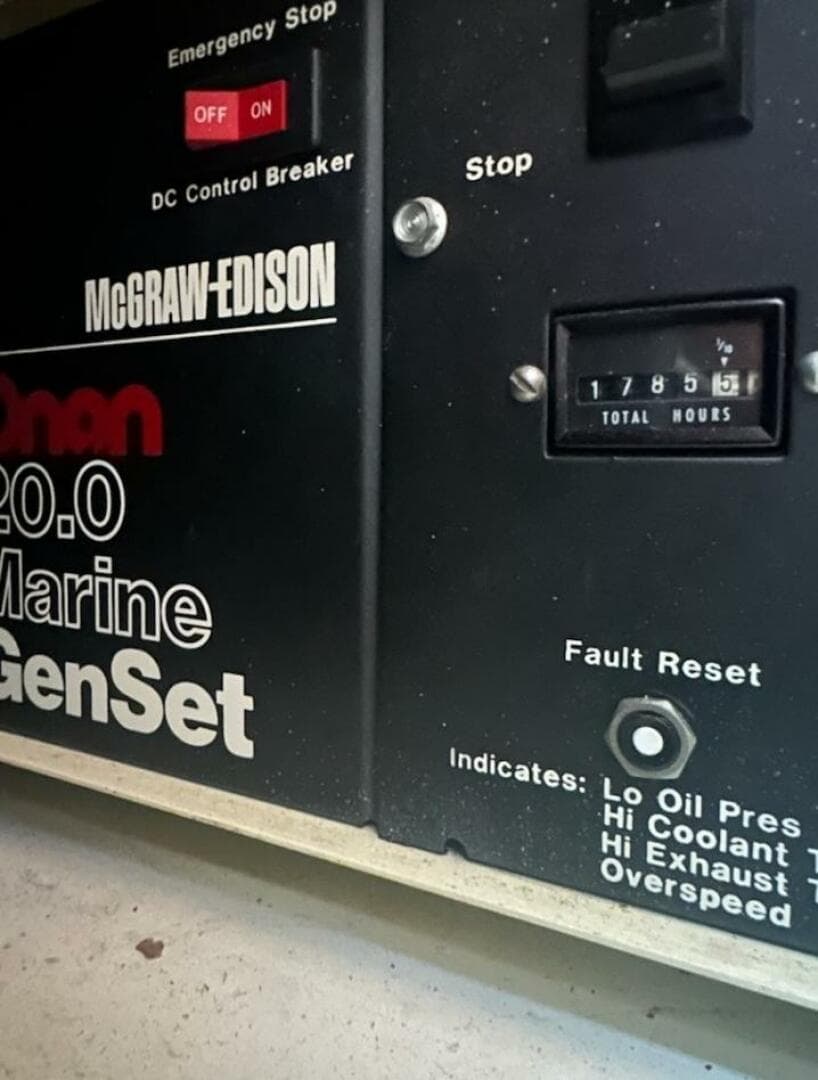 Emergency Stop
OFF ON
DC Control Breaker
McGRAW-EDISON
Onan
20.0
Marine
GenSet
Stop
1/10
1 7 8 5 5
TOTAL HOURS
Fault Reset
Indicates: Lo Oil Pres
Hi Coolant T
Hi Exhaust T
Overspeed